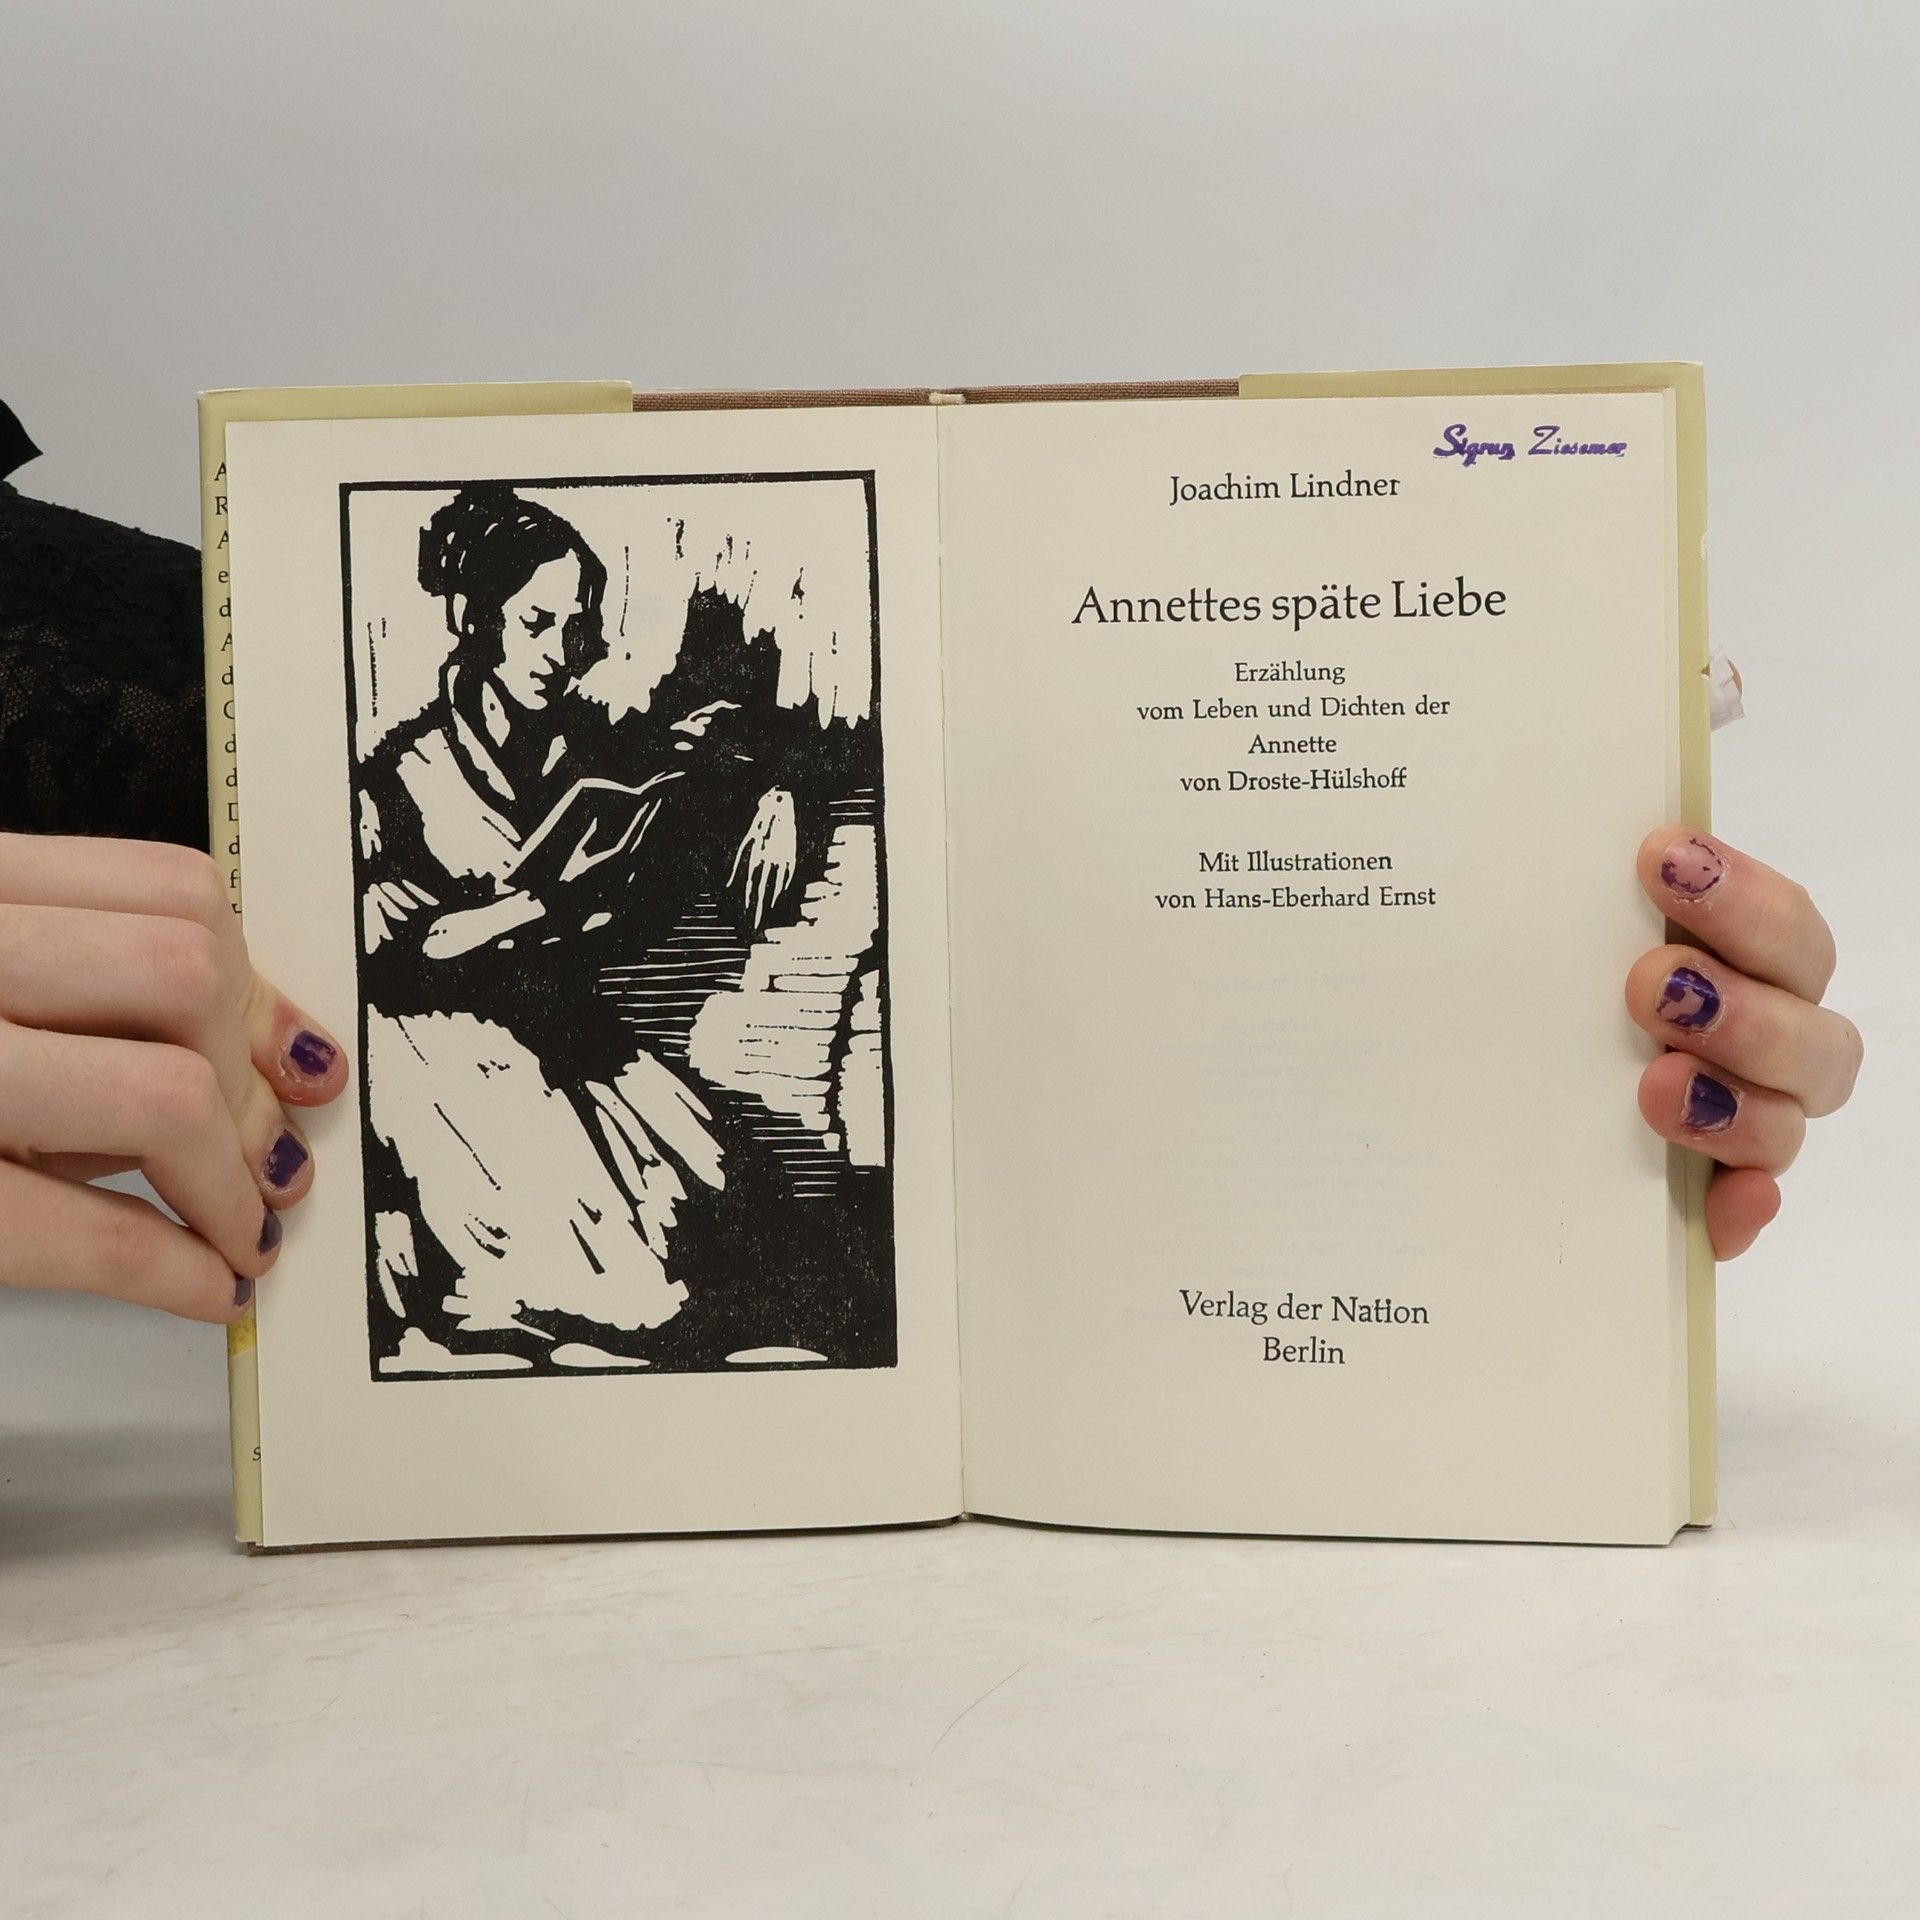 Sigrun Ziesemer
Joachim Lindner
Annettes späte Liebe
Erzählung
vom Leben und Dichten der
Annette
von Droste-Hülshoff
Mit Illustrationen
von Hans-Eberhard Ernst
Verlag der Nation
Berlin